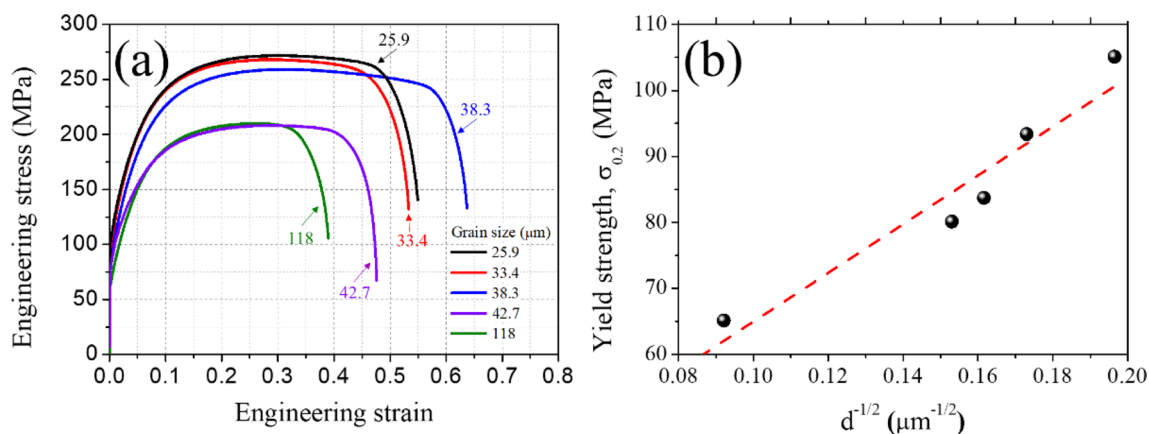 (a)
Engineering stress (MPa)
300
250
200
150
100
50
0
0.0 0.1 0.2 0.3 0.4 0.5 0.6 0.7 0.8
Engineering strain
25.9
38.3
33.4
42.7
118
Grain size (μm)
25.9
33.4
38.3
42.7
118
(b)
Yield strength, σ0.2 (MPa)
110
100
90
80
70
60
0.08 0.10 0.12 0.14 0.16 0.18 0.20
d-1/2 (μm-1/2)